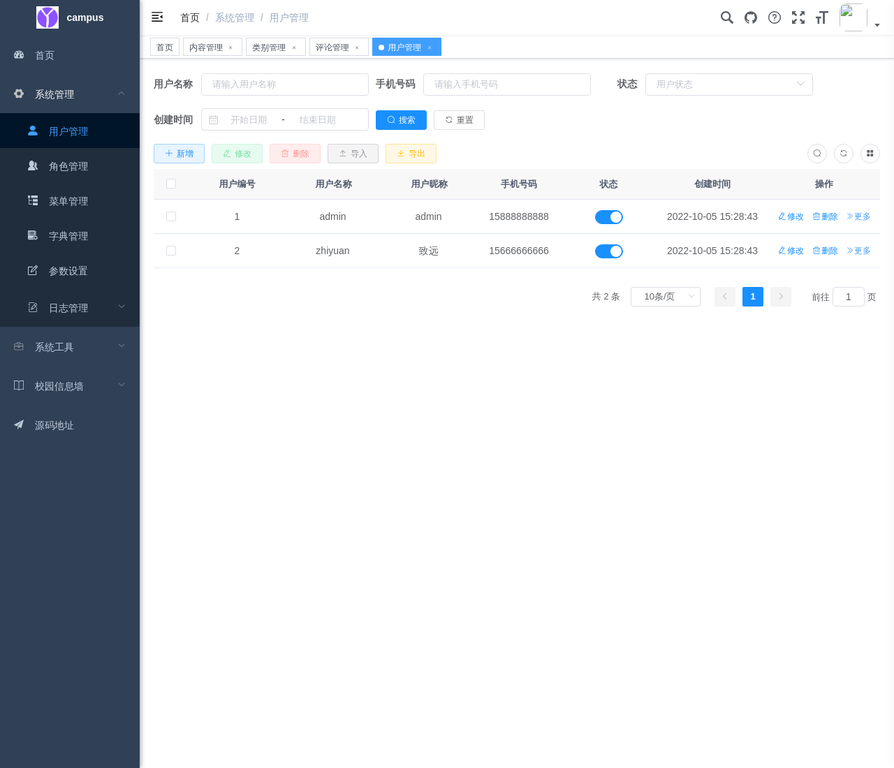 campus
首页
系统管理
用户管理
角色管理
菜单管理
字典管理
参数设置
日志管理
系统工具
校园信息墙
源码地址
首页 / 系统管理 / 用户管理
首页 内容管理 × 类别管理 × 评论管理 × 用户管理 ×
用户名称 请输入用户名称 手机号码 请输入手机号码 状态 用户状态
创建时间 开始日期 - 结束日期 搜索 重置
新增 修改 删除 导入 导出
用户编号 用户名称 用户昵称 手机号码 状态 创建时间 操作
1 admin admin 15888888888 2022-10-05 15:28:43 修改 删除 更多
2 zhiyuan 致远 15666666666 2022-10-05 15:28:43 修改 删除 更多
共 2 条 10条/页 1 前往 1 页